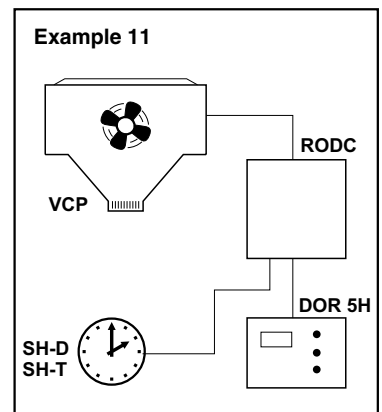 Example 11
RODC
VCP
DOR 5H
SH-D
SH-T